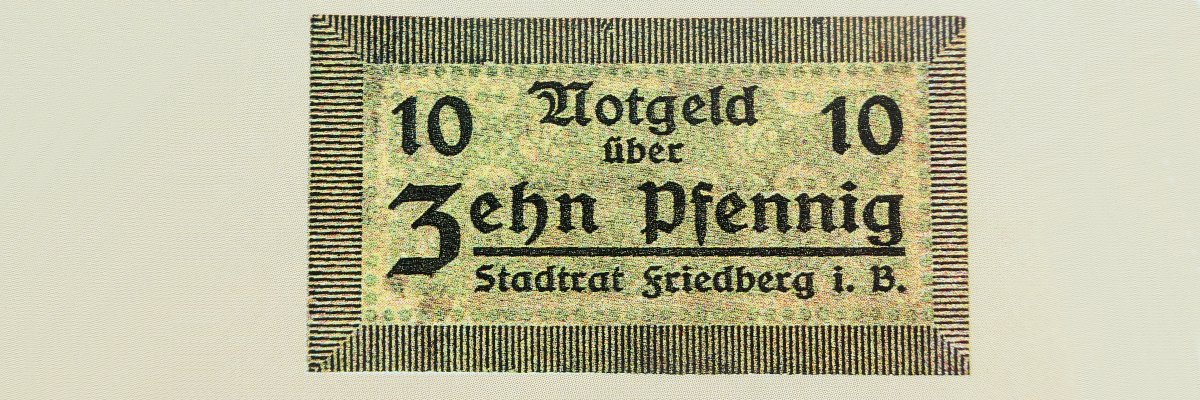 10 Notgeld 10
über
Zehn Pfennig
Stadtrat Friedberg i. B.